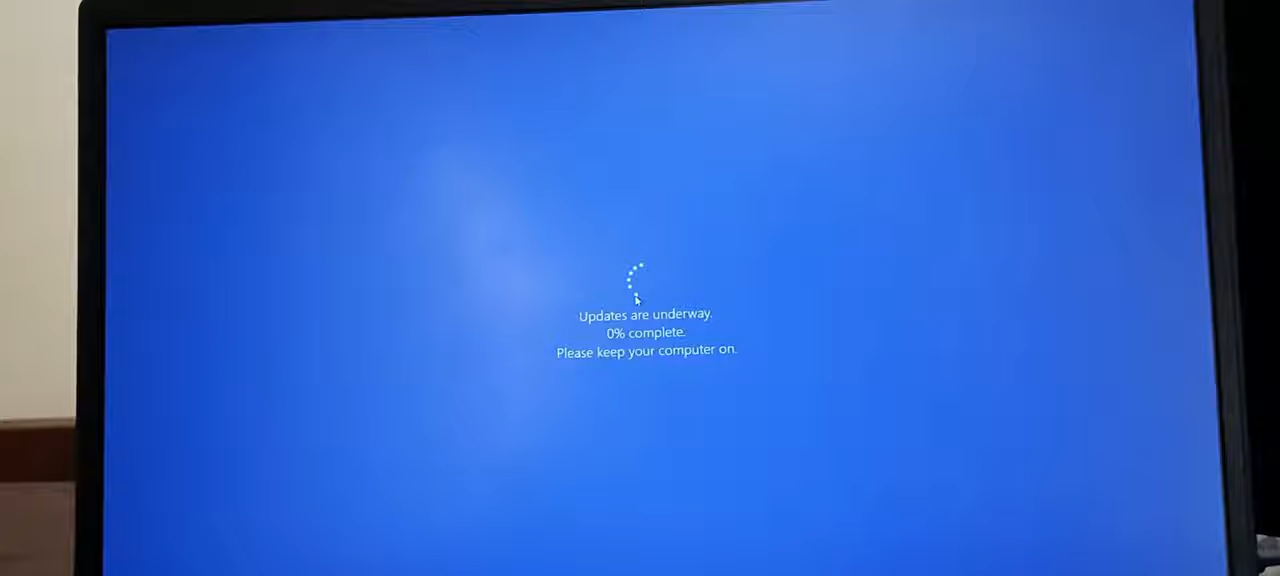 Updates are underway.
0% complete.
Please keep your computer on.